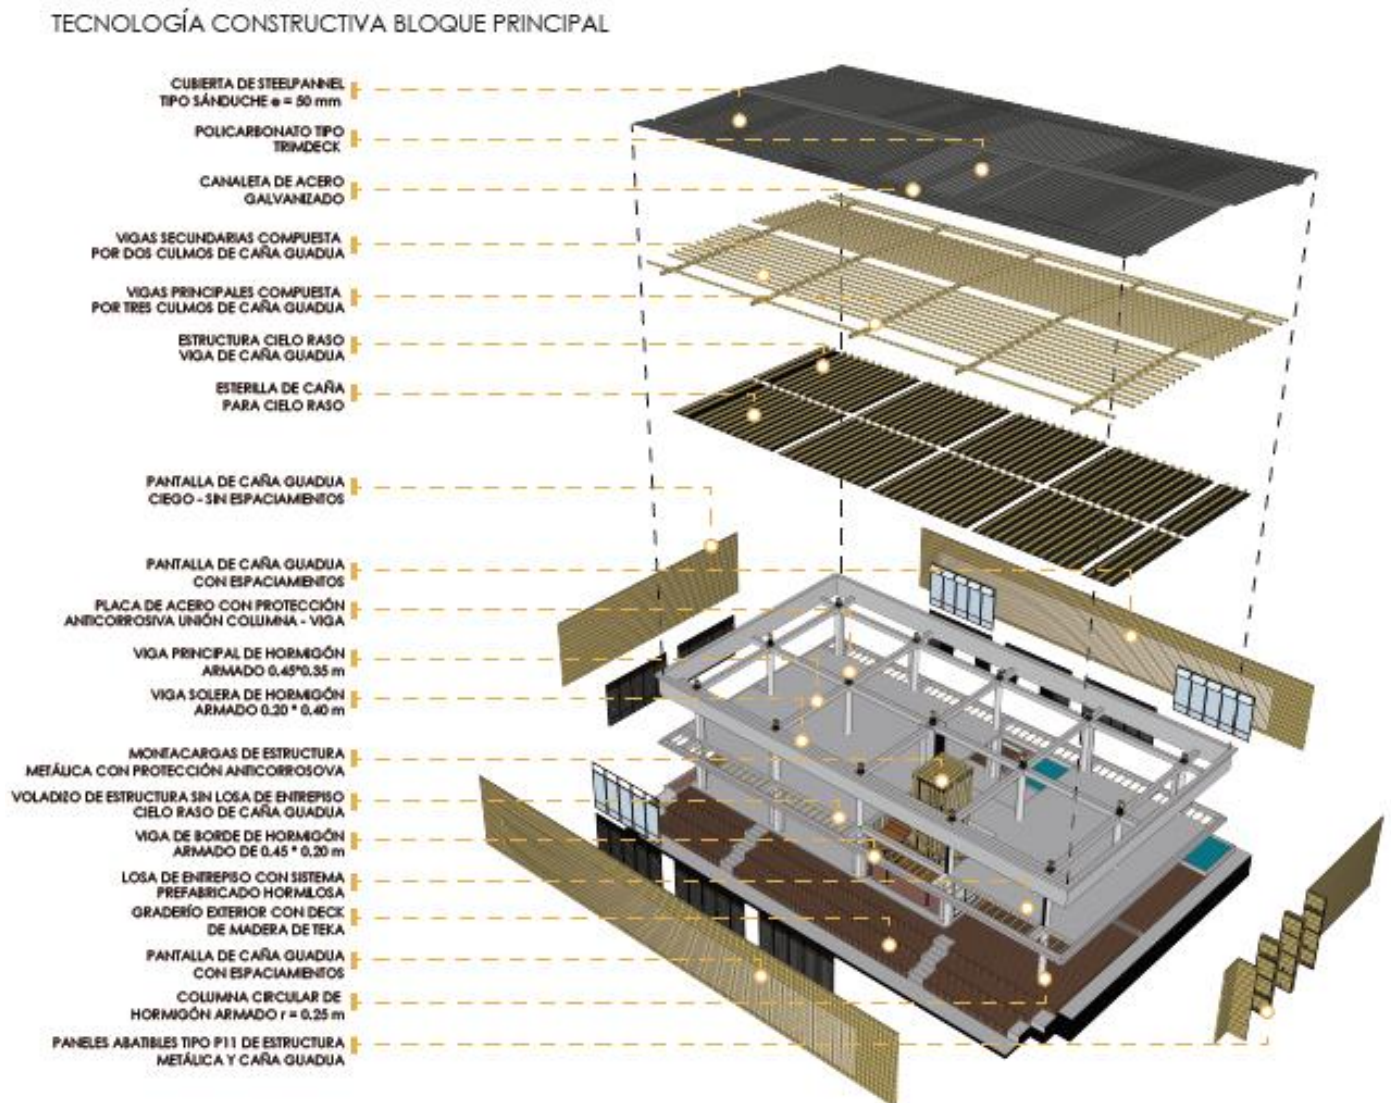 TECNOLOGÍA CONSTRUCTIVA BLOQUE PRINCIPAL
CUBIERTA DE STEELPANNEL
TIPO SÁNDUCHE e = 50 mm
POLICARBONATO TIPO
TRIMDECK
CANALETA DE ACERO
GALVANIZADO
VIGAS SECUNDARIAS COMPUESTA
POR DOS CULMOS DE CAÑA GUADUA
VIGAS PRINCIPALES COMPUESTA
POR TRES CULMOS DE CAÑA GUADUA
ESTRUCTURA CIELO RASO
VIGA DE CAÑA GUADUA
ESTERILLA DE CAÑA
PARA CIELO RASO
PANTALLA DE CAÑA GUADUA
CIEGO - SIN ESPACIAMIENTOS
PANTALLA DE CAÑA GUADUA
CON ESPACIAMIENTOS
PLACA DE ACERO CON PROTECCIÓN
ANTICORROSIVA UNIÓN COLUMNA - VIGA
VIGA PRINCIPAL DE HORMIGÓN
ARMADO 0.45*0.35 m
VIGA SOLERA DE HORMIGÓN
ARMADO 0.20 * 0.40 m
MONTACARGAS DE ESTRUCTURA
METÁLICA CON PROTECCIÓN ANTICORROSOVA
VOLADIZO DE ESTRUCTURA SIN LOSA DE ENTREPISO
CIELO RASO DE CAÑA GUADUA
VIGA DE BORDE DE HORMIGÓN
ARMADO DE 0.45 * 0.20 m
LOSA DE ENTREPISO CON SISTEMA
PREFABRICADO HORMILOSA
GRADERÍO EXTERIOR CON DECK
DE MADERA DE TEKA
PANTALLA DE CAÑA GUADUA
CON ESPACIAMIENTOS
COLUMNA CIRCULAR DE
HORMIGÓN ARMADO r = 0.25 m
PANELES ABATIBLES TIPO P11 DE ESTRUCTURA
METÁLICA Y CAÑA GUADUA